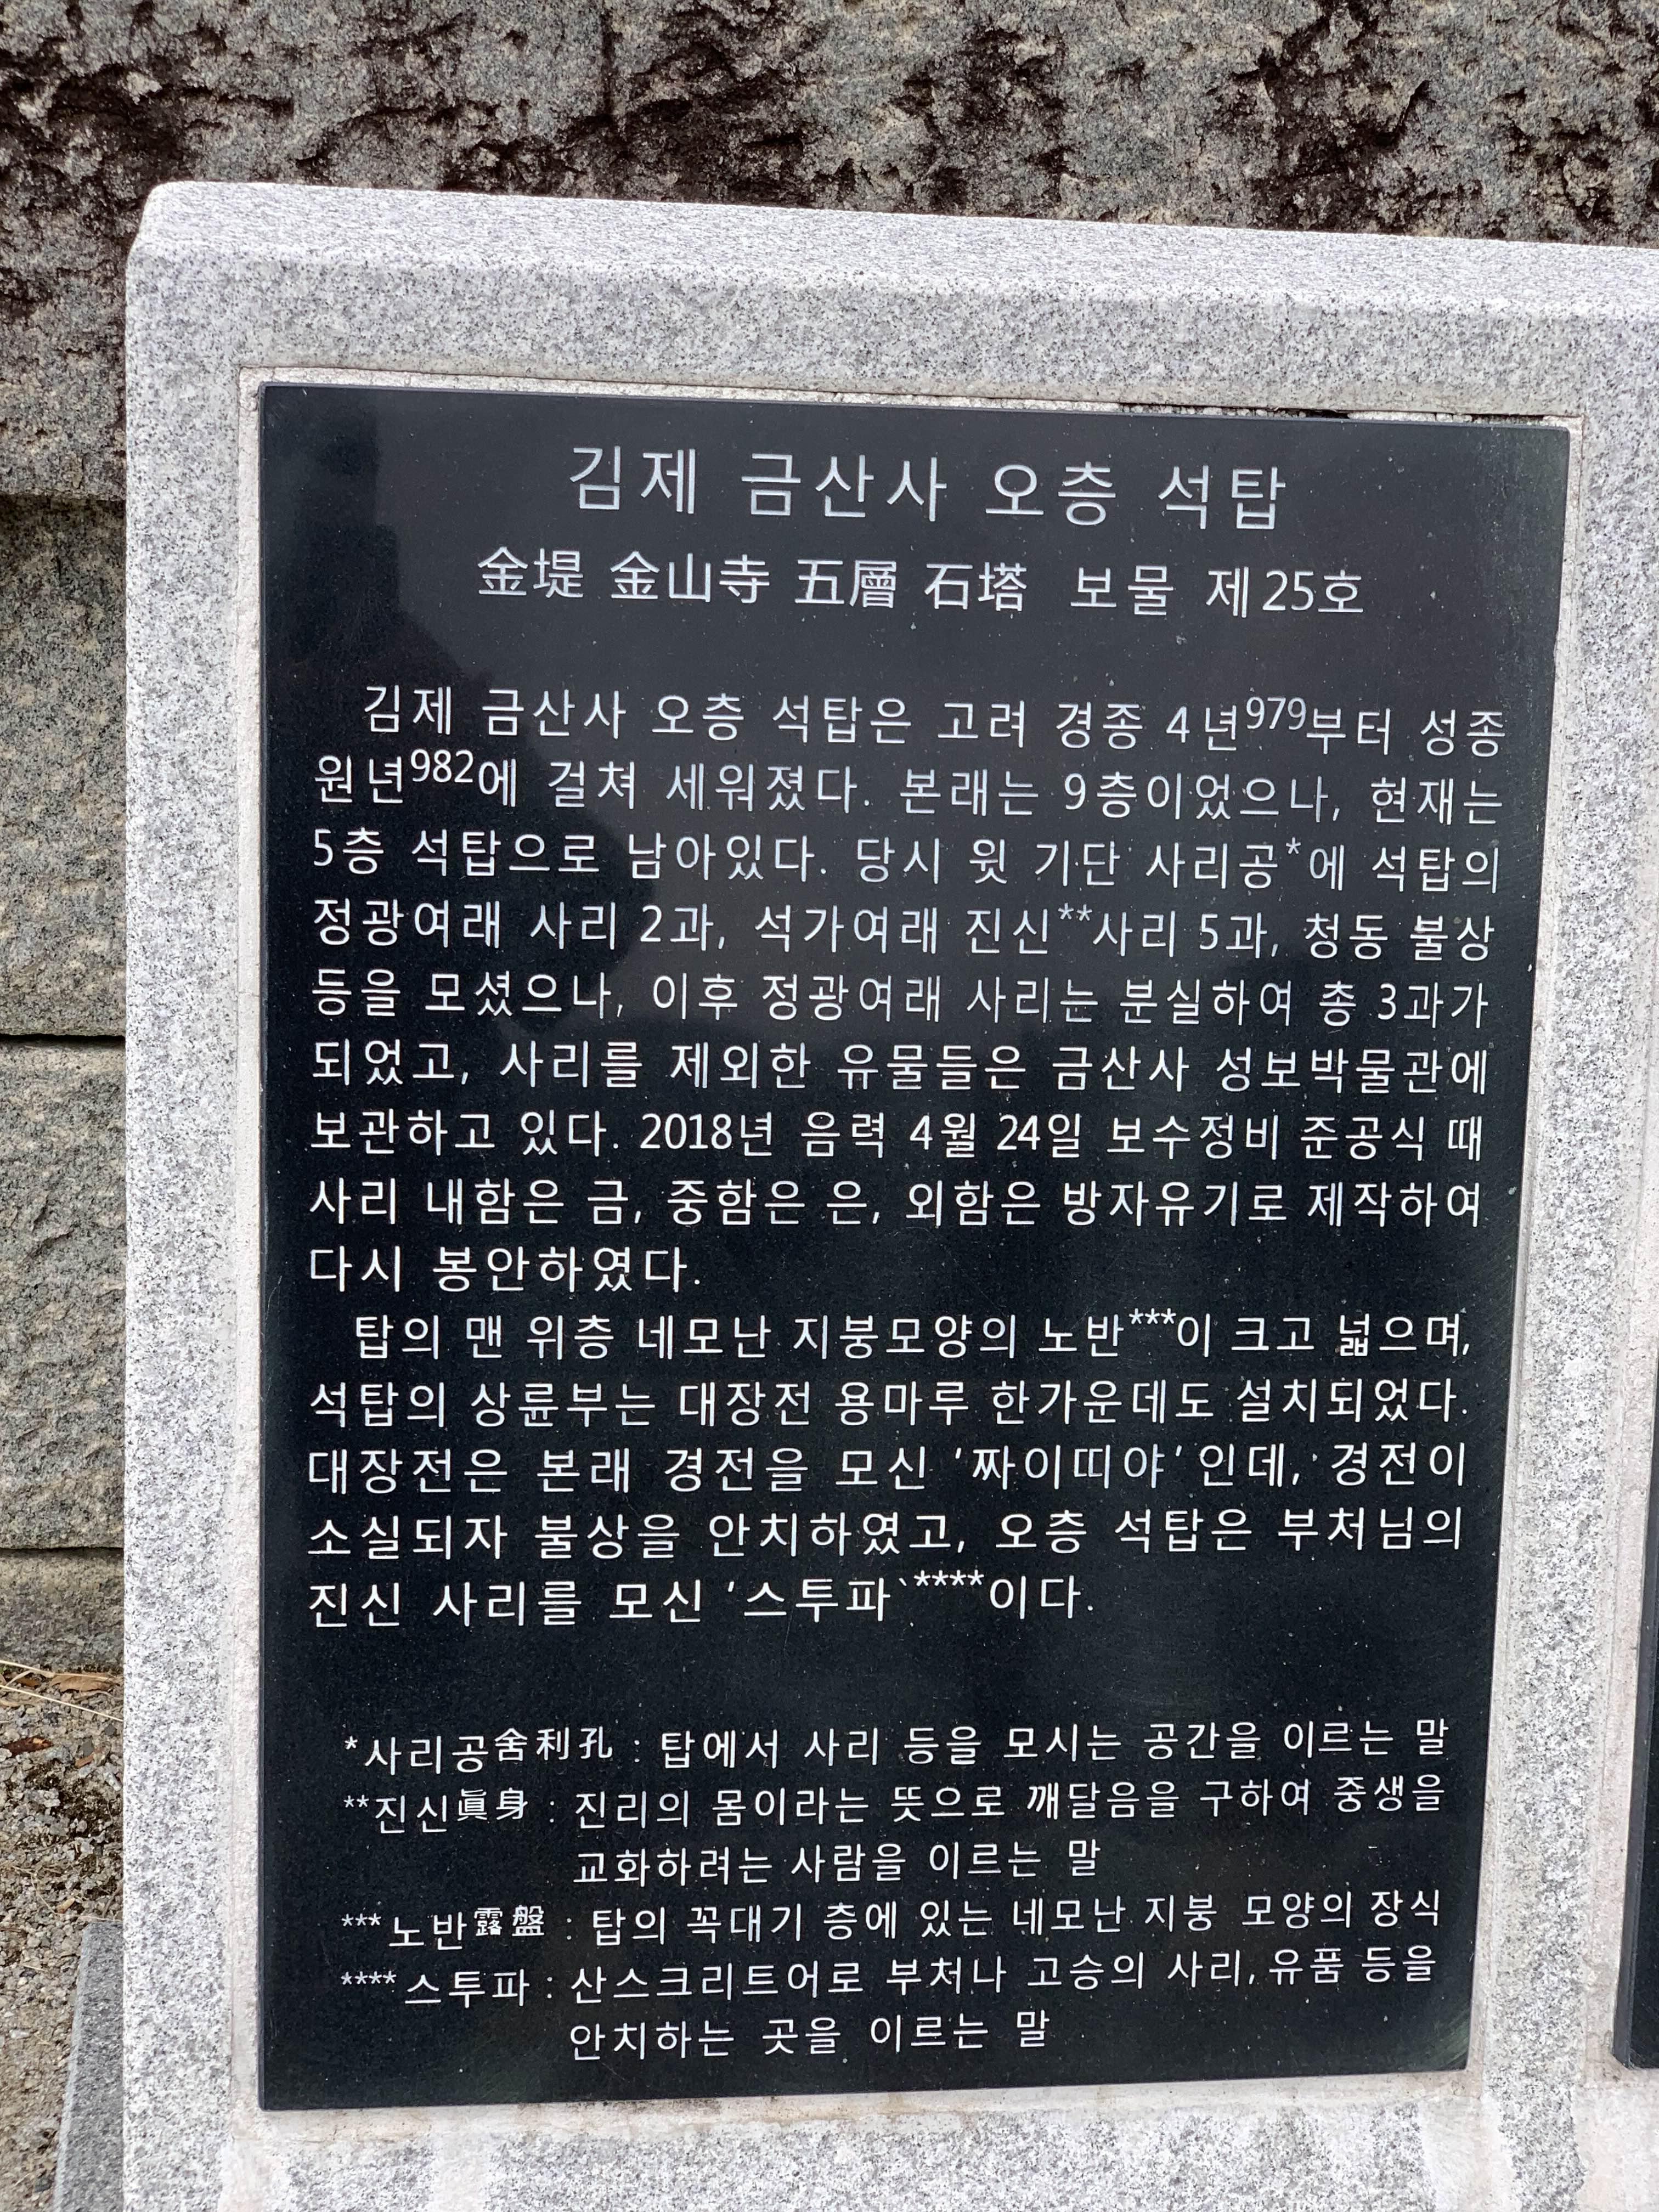 김제 금산사 오층 석탑
金堤 金山寺 五層 石塔 보물 제25호
김제 금산사 오층 석탑은 고려 경종 4년979부터 성종
원년982에 걸쳐 세워졌다. 본래는 9층이었으나, 현재는
5층 석탑으로 남아있다. 당시 윗 기단 사리공*에 석탑의
정광여래 사리 2과, 석가여래 진신**사리 5과, 청동 불상
등을 모셨으나, 이후 정광여래 사리는 분실하여 총 3과가
되었고, 사리를 제외한 유물들은 금산사 성보박물관에
보관하고 있다. 2018년 음력 4월 24일 보수정비 준공식 때
사리 내함은 금, 중함은 은, 외함은 방자유기로 제작하여
다시 봉안하였다.
탑의 맨 위층 네모난 지붕모양의 노반***이 크고 넓으며,
석탑의 상륜부는 대장전 용마루 한가운데도 설치되었다.
대장전은 본래 경전을 모신 '짜이띠야'인데, 경전이
소실되자 불상을 안치하였고, 오층 석탑은 부처님의
진신 사리를 모신 '스투파`****이다.
*사리공舍利孔 : 탑에서 사리 등을 모시는 공간을 이르는 말
**진신眞身 : 진리의 몸이라는 뜻으로 깨달음을 구하여 중생을
교화하려는 사람을 이르는 말
***노반露盤 : 탑의 꼭대기 층에 있는 네모난 지붕 모양의 장식
****스투파 : 산스크리트어로 부처나 고승의 사리, 유품 등을
안치하는 곳을 이르는 말